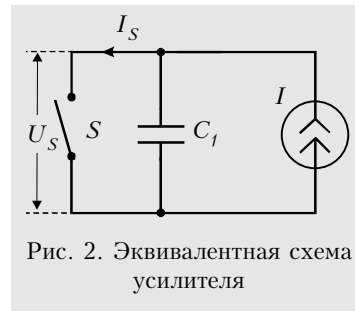 I_S
I
U_S
S
C_1
Рис. 2. Эквивалентная схема
усилителя